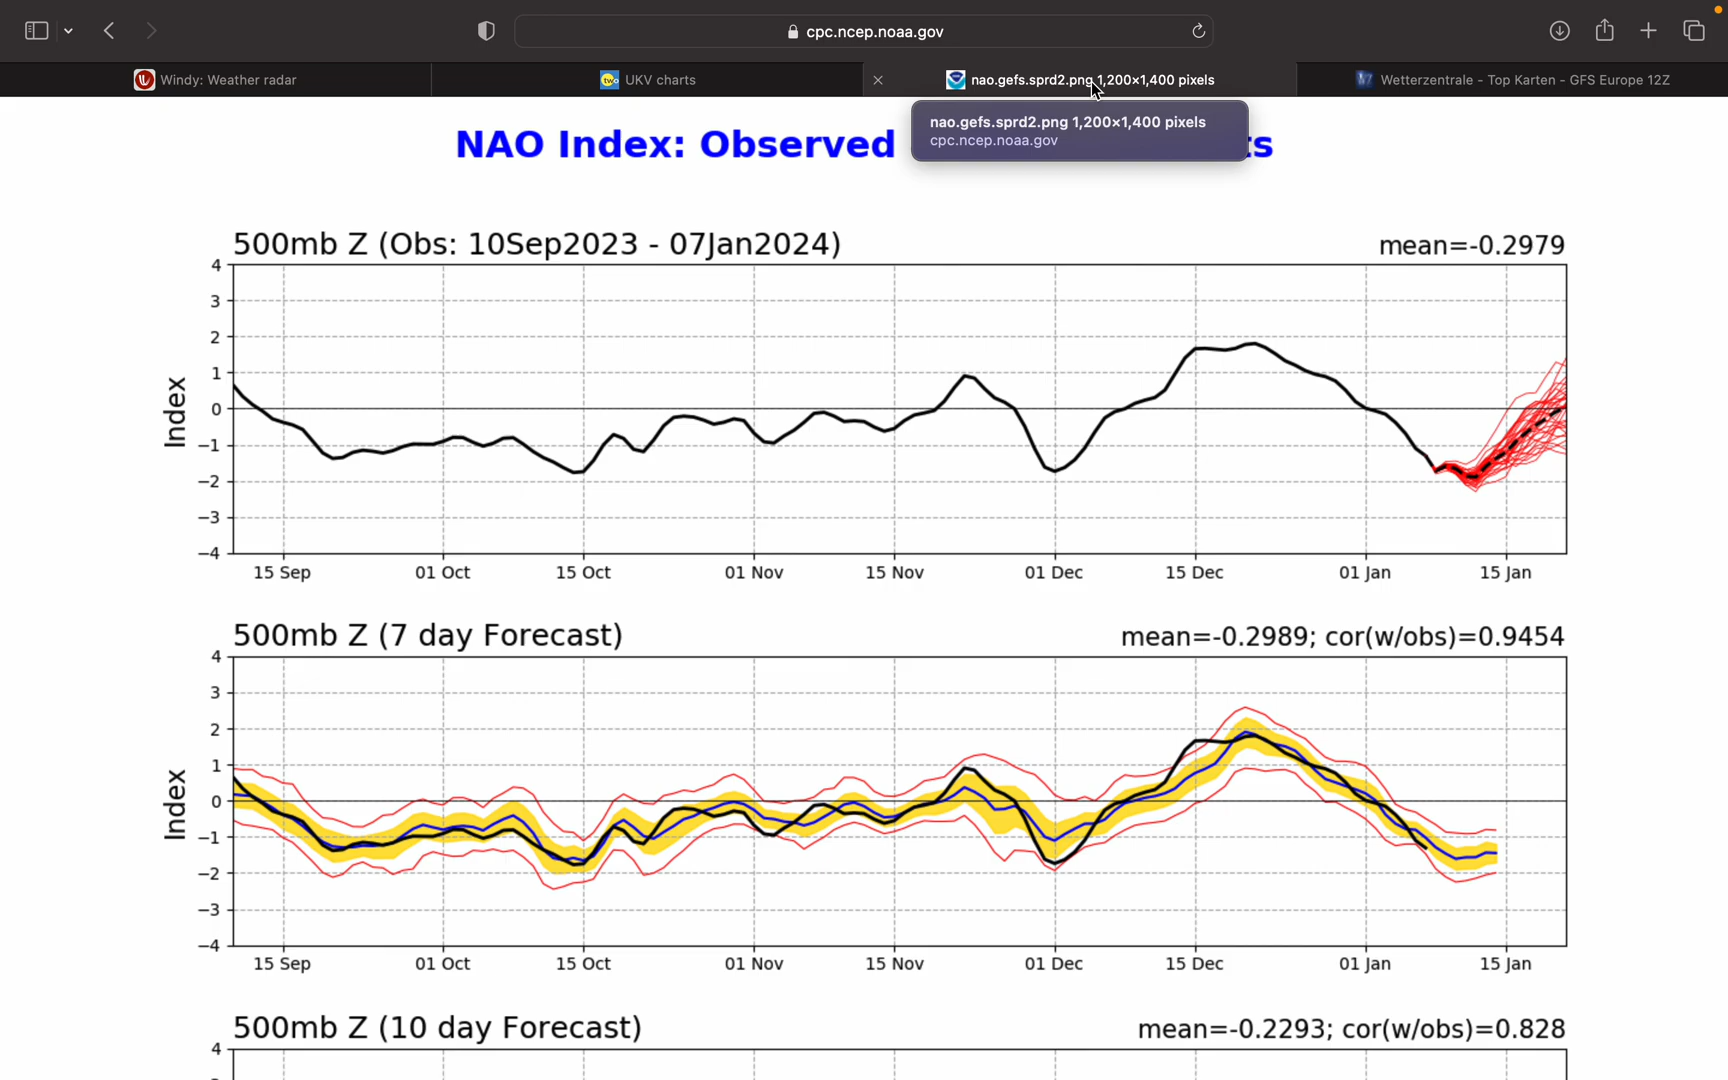 cpc.ncep.noaa.gov
Windy: Weather radar
two
UKV charts
nao.gefs.sprd2.png 1,200×1,400 pixels
Wetterzentrale - Top Karten - GFS Europe 12Z
nao.gefs.sprd2.png 1,200×1,400 pixels
cpc.ncep.noaa.gov
NAO Index: Observed ts
500mb Z (Obs: 10Sep2023 - 07Jan2024)
mean=-0.2979
4
3
2
1
0
−1
−2
−3
−4
Index
15 Sep 01 Oct 15 Oct 01 Nov 15 Nov 01 Dec 15 Dec 01 Jan 15 Jan
500mb Z (7 day Forecast)
mean=-0.2989; cor(w/obs)=0.9454
4
3
2
1
0
−1
−2
−3
−4
Index
15 Sep 01 Oct 15 Oct 01 Nov 15 Nov 01 Dec 15 Dec 01 Jan 15 Jan
500mb Z (10 day Forecast)
mean=-0.2293; cor(w/obs)=0.828
4